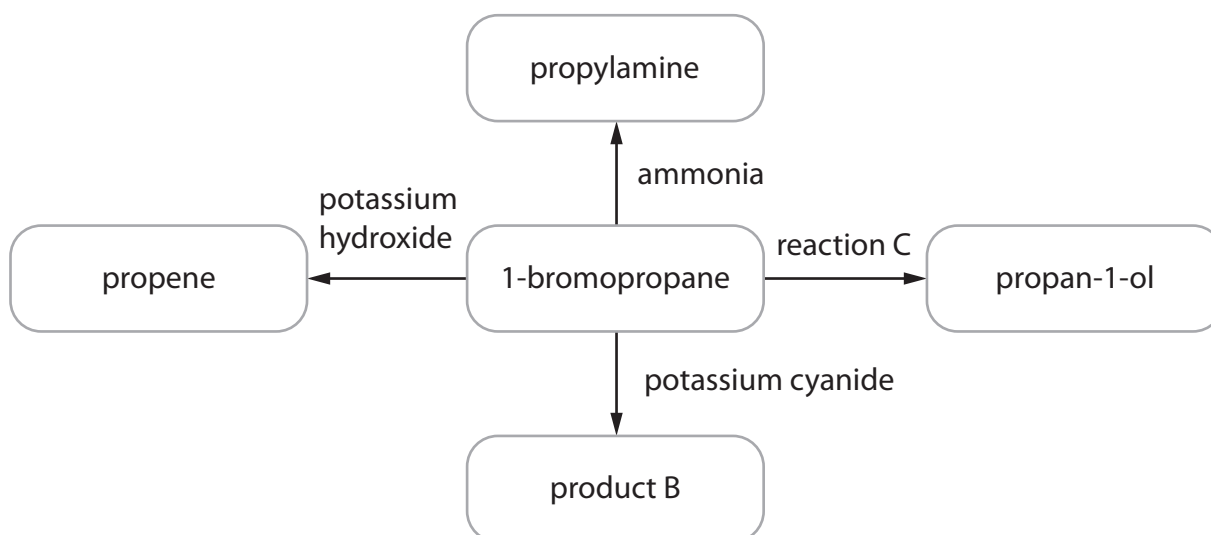 propylamine
ammonia
potassium
hydroxide
propene
1-bromopropane
reaction C
propan-1-ol
potassium cyanide
product B